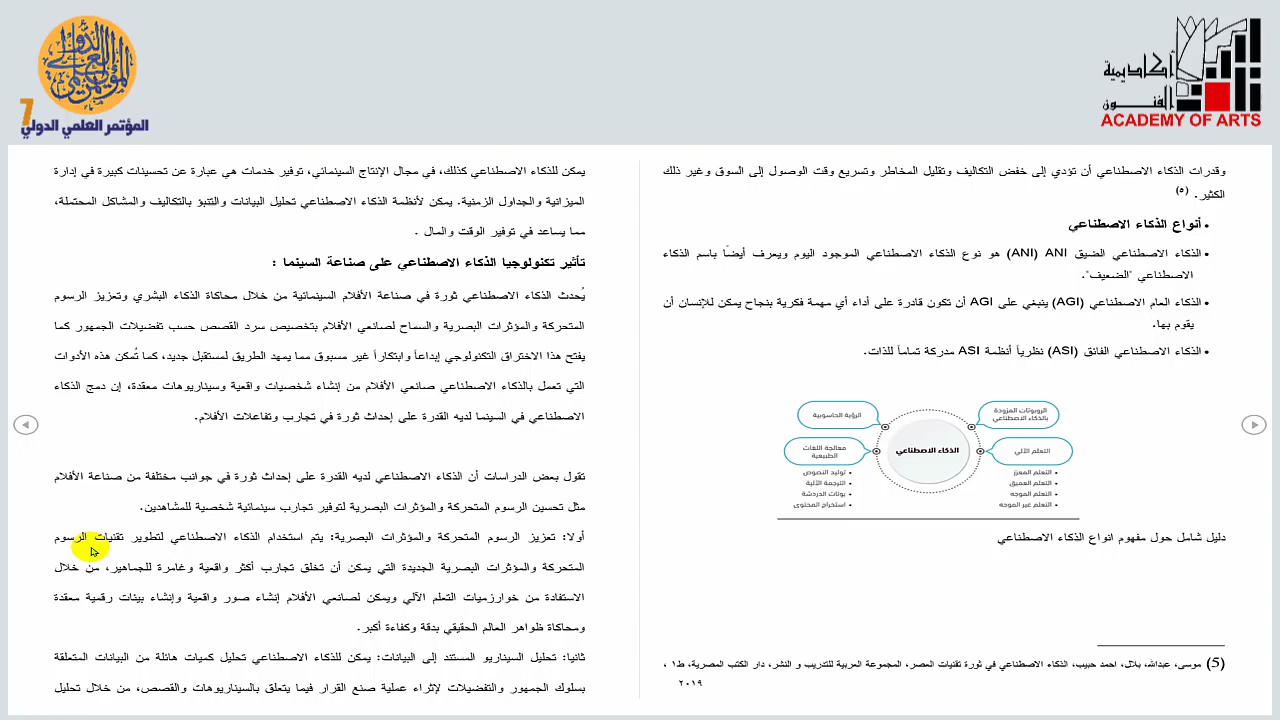 المؤتمر العلمي الدولي
7
أكاديمية
الفنون
ACADEMY OF ARTS
وقدرات الذكاء الاصطناعي أن تؤدي إلى خفض التكاليف وتقليل المخاطر وتسريع وقت الوصول إلى السوق وغير ذلك
الكثير. (٥)
• أنواع الذكاء الاصطناعي
• الذكاء الاصطناعي الضيق ANI (ANI) هو نوع الذكاء الاصطناعي الموجود اليوم ويعرف أيضاً باسم الذكاء
الاصطناعي "الضعيف".
• الذكاء العام الاصطناعي (AGI) ينبغي على AGI أن تكون قادرة على أداء أي مهمة فكرية بنجاح يمكن للإنسان أن
يقوم بها.
• الذكاء الاصطناعي الفائق (ASI) نظرياً أنظمة ASI مدركة تماماً للذات.
الروبوتات المزودة
بالذكاء الاصطناعي
الرؤية الحاسوبية
الذكاء الاصطناعي
التعلم الآلي
• التعلم المعزز
• التعلم العميق
• التعلم الموجه
• التعلم غير الموجه
معالجة اللغات
الطبيعية
• توليد النصوص
• الترجمة الآلية
• بوتات الدردشة
• استخراج المحتوى
دليل شامل حول مفهوم انواع الذكاء الاصطناعي
(5) موسى، عبدالله، بلال، احمد حبيب، الذكاء الاصطناعي في ثورة تقنيات العصر، المجموعة العربية للتدريب و النشر، دار الكتب المصرية، ط١ ،
٢٠١٩
يمكن للذكاء الاصطناعي كذلك، في مجال الإنتاج السينمائي، توفير خدمات هي عبارة عن تحسينات كبيرة في إدارة
الميزانية والجداول الزمنية. يمكن لأنظمة الذكاء الاصطناعي تحليل البيانات والتنبؤ بالتكاليف والمشاكل المحتملة،
مما يساعد في توفير الوقت والمال .
تأثير تكنولوجيا الذكاء الاصطناعي على صناعة السينما :
يُحدث الذكاء الاصطناعي ثورة في صناعة الأفلام السينمائية من خلال محاكاة الذكاء البشري وتعزيز الرسوم
المتحركة والمؤثرات البصرية والسماح لصانعي الأفلام بتخصيص سرد القصص حسب تفضيلات الجمهور كما
يفتح هذا الاختراق التكنولوجي إبداعاً وابتكاراً غير مسبوق مما يمهد الطريق لمستقبل جديد، كما تُمكن هذه الأدوات
التي تعمل بالذكاء الاصطناعي صانعي الأفلام من إنشاء شخصيات واقعية وسيناريوهات معقدة، إن دمج الذكاء
الاصطناعي في السينما لديه القدرة على إحداث ثورة في تجارب وتفاعلات الأفلام.
تقول بعض الدراسات أن الذكاء الاصطناعي لديه القدرة على إحداث ثورة في جوانب مختلفة من صناعة الأفلام
مثل تحسين الرسوم المتحركة والمؤثرات البصرية لتوفير تجارب سينمائية شخصية للمشاهدين.
أولا: تعزيز الرسوم المتحركة والمؤثرات البصرية: يتم استخدام الذكاء الاصطناعي لتطوير تقنيات الرسوم
المتحركة والمؤثرات البصرية الجديدة التي يمكن أن تخلق تجارب أكثر واقعية وغامرة للجماهير، من خلال
الاستفادة من خوارزميات التعلم الآلي ويمكن لصانعي الأفلام إنشاء صور واقعية وإنشاء بيئات رقمية معقدة
ومحاكاة ظواهر العالم الحقيقي بدقة وكفاءة أكبر.
ثانيا: تحليل السيناريو المستند إلى البيانات: يمكن للذكاء الاصطناعي تحليل كميات هائلة من البيانات المتعلقة
بسلوك الجمهور والتفضيلات لإثراء عملية صنع القرار فيما يتعلق بالسيناريوهات والقصص، من خلال تحليل